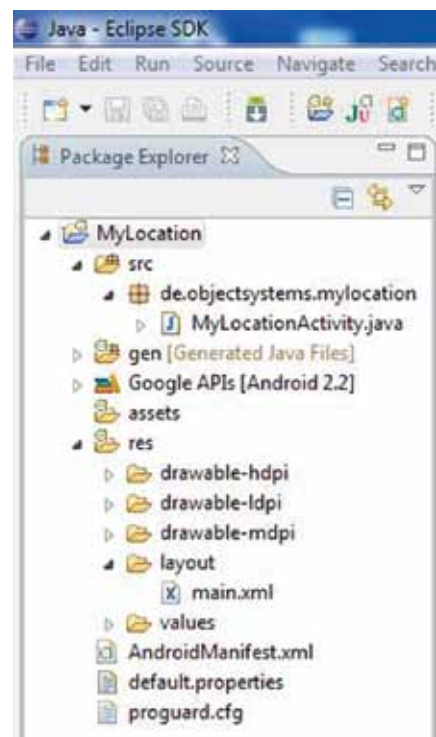 Java - Eclipse SDK
File Edit Run Source Navigate Search
Package Explorer
MyLocation
src
de.objectsystems.mylocation
MyLocationActivity.java
gen [Generated Java Files]
Google APIs [Android 2.2]
assets
res
drawable-hdpi
drawable-ldpi
drawable-mdpi
layout
main.xml
values
AndroidManifest.xml
default.properties
proguard.cfg